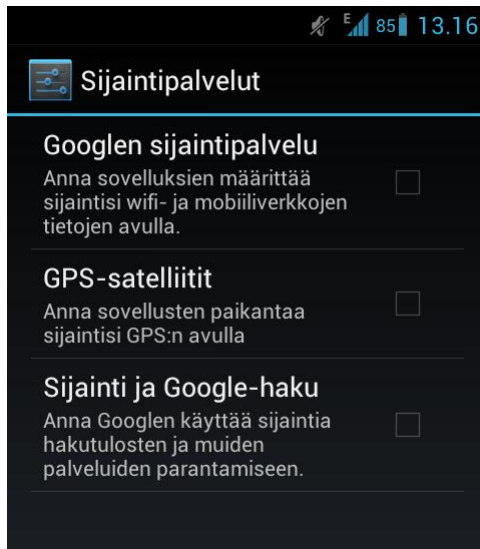 E 85 13.16
Sijaintipalvelut
Googlen sijaintipalvelu
Anna sovelluksien määrittää
sijaintisi wifi- ja mobiiliverkkojen
tietojen avulla.
GPS-satelliitit
Anna sovellusten paikantaa
sijaintisi GPS:n avulla
Sijainti ja Google-haku
Anna Googlen käyttää sijaintia
hakutulosten ja muiden
palveluiden parantamiseen.